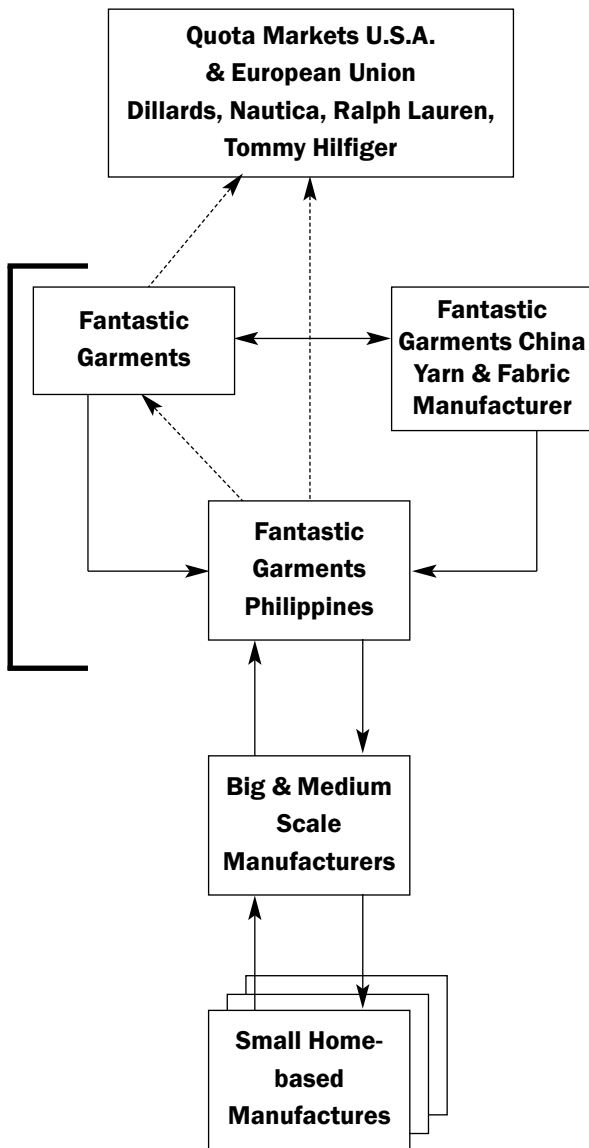 Quota Markets U.S.A.
& European Union
Dillards, Nautica, Ralph Lauren,
Tommy Hilfiger
Fantastic
Garments
Fantastic
Garments China
Yarn & Fabric
Manufacturer
Fantastic
Garments
Philippines
Big & Medium
Scale
Manufacturers
Small Home-
based
Manufactures